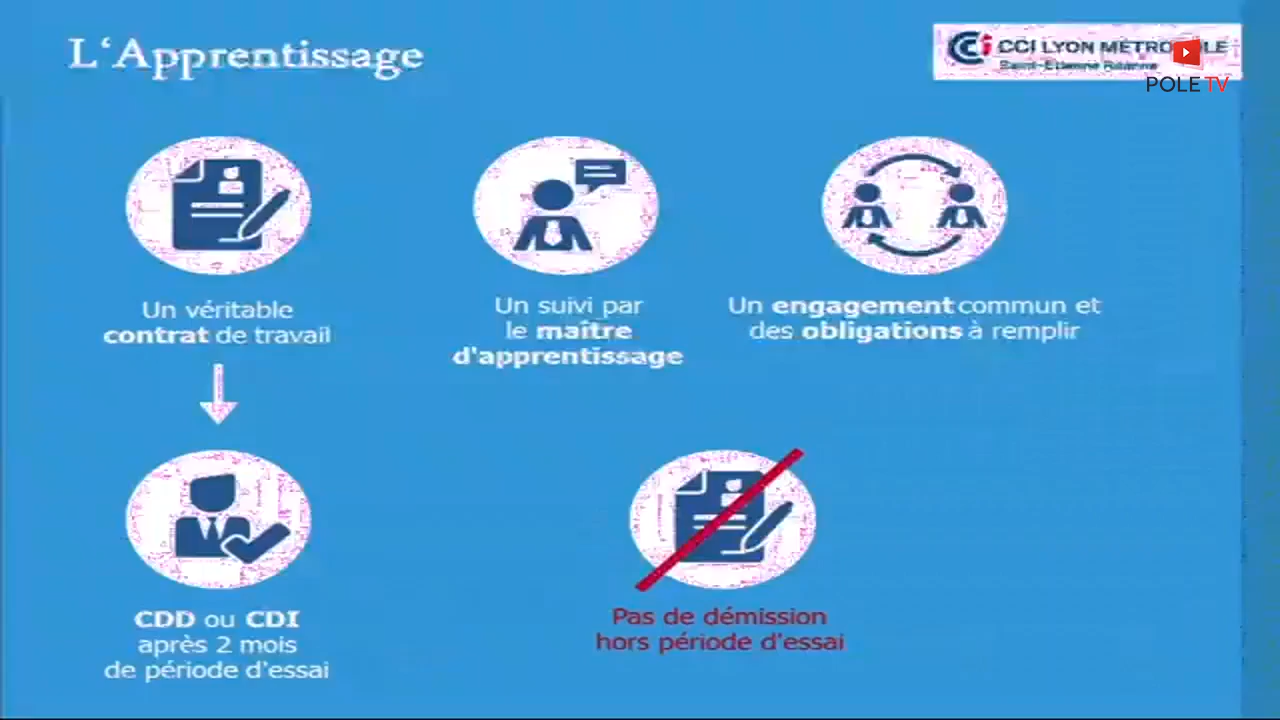 L‘Apprentissage
CCI LYON METROPOLE
Saint-Etienne Roanne
POLE TV
Un véritable
contrat de travail
Un suivi par
le maître
d'apprentissage
Un engagement commun et
des obligations à remplir
CDD ou CDI
après 2 mois
de période d'essai
Pas de démission
hors période d'essai